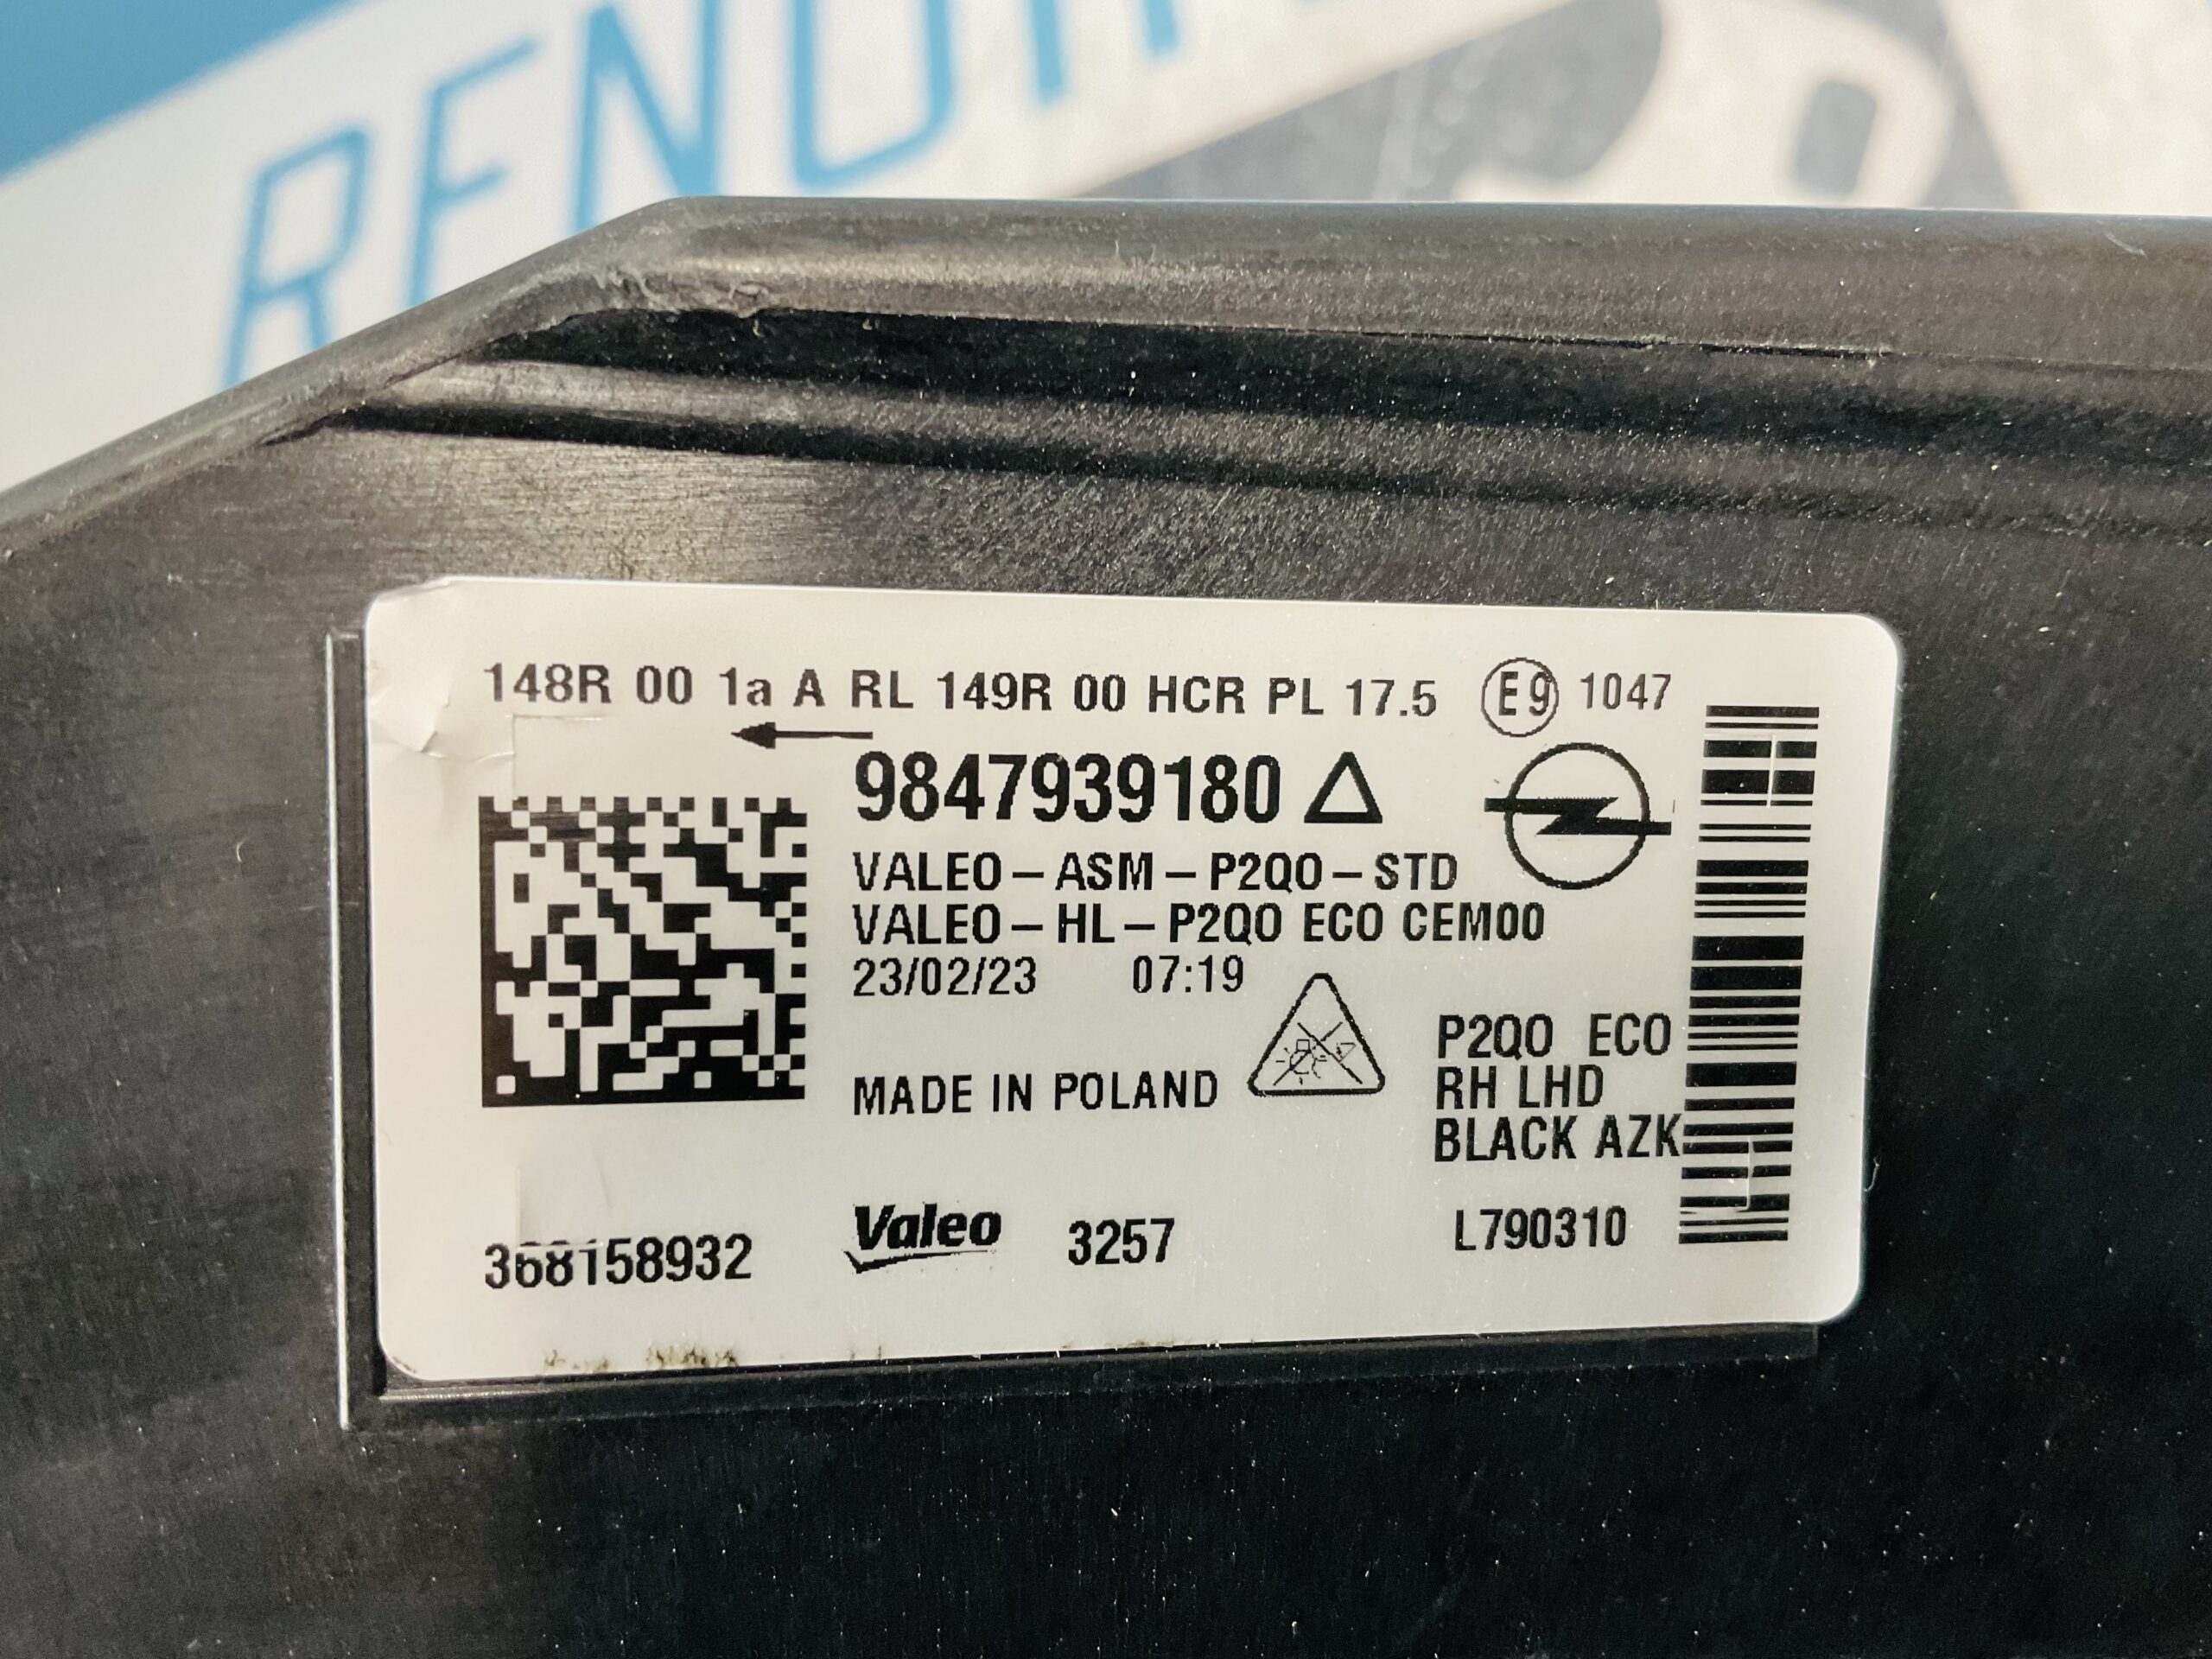 148R 00 1a A RL 149R 00 HCR PL 17.5 E9 1047
9847939180
VALEO-ASM-P2QO-STD
VALEO-HL-P2QO ECO CEM00
23/02/23 07:19
MADE IN POLAND
P2QO ECO
RH LHD
BLACK AZK
368158932
Valeo
3257
L790310